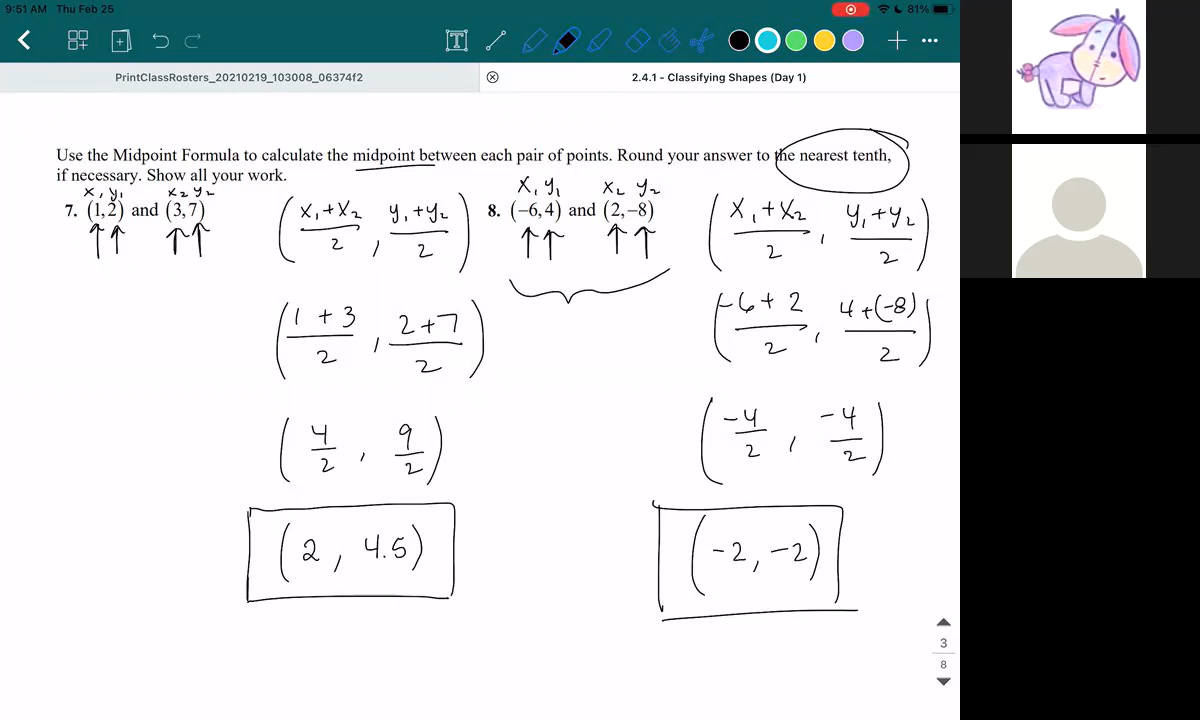 9:51 AM Thu Feb 25 81%
PrintClassRosters_20210219_103008_06374f2
2.4.1 - Classifying Shapes (Day 1)
Use the Midpoint Formula to calculate the midpoint between each pair of points. Round your answer to the nearest tenth,
if necessary. Show all your work.
x₁ y₁ x₂ y₂
7. (1,2) and (3,7)
(x₁+x₂/2, y₁+y₂/2)
(1+3/2, 2+7/2)
(4/2, 9/2)
(2, 4.5)
x₁ y₁ x₂ y₂
8. (−6,4) and (2,−8)
(x₁+x₂/2, y₁+y₂/2)
(-6+2/2, 4+(-8)/2)
(-4/2, -4/2)
(-2, -2)
3
8